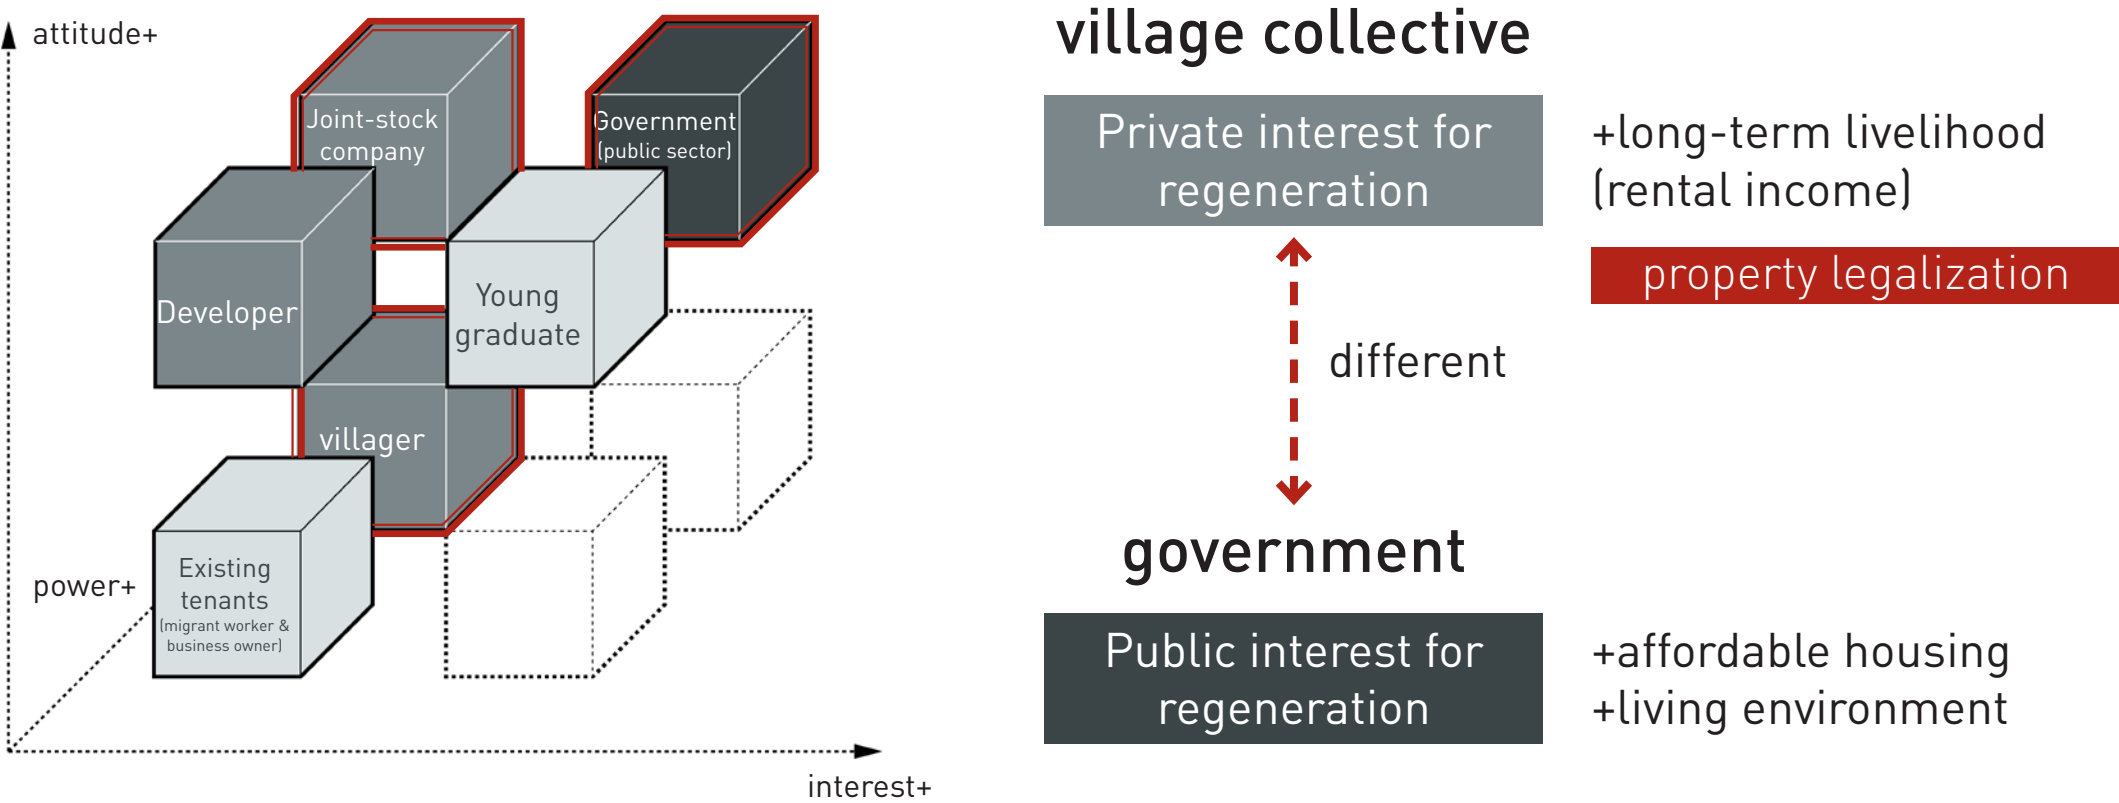 attitude+
Joint-stock
company
Government
(public sector)
Developer
Young
graduate
villager
Existing
tenants
(migrant worker &
business owner)
power+
interest+
village collective
Private interest for
regeneration
+long-term livelihood
(rental income)
property legalization
different
government
Public interest for
regeneration
+affordable housing
+living environment